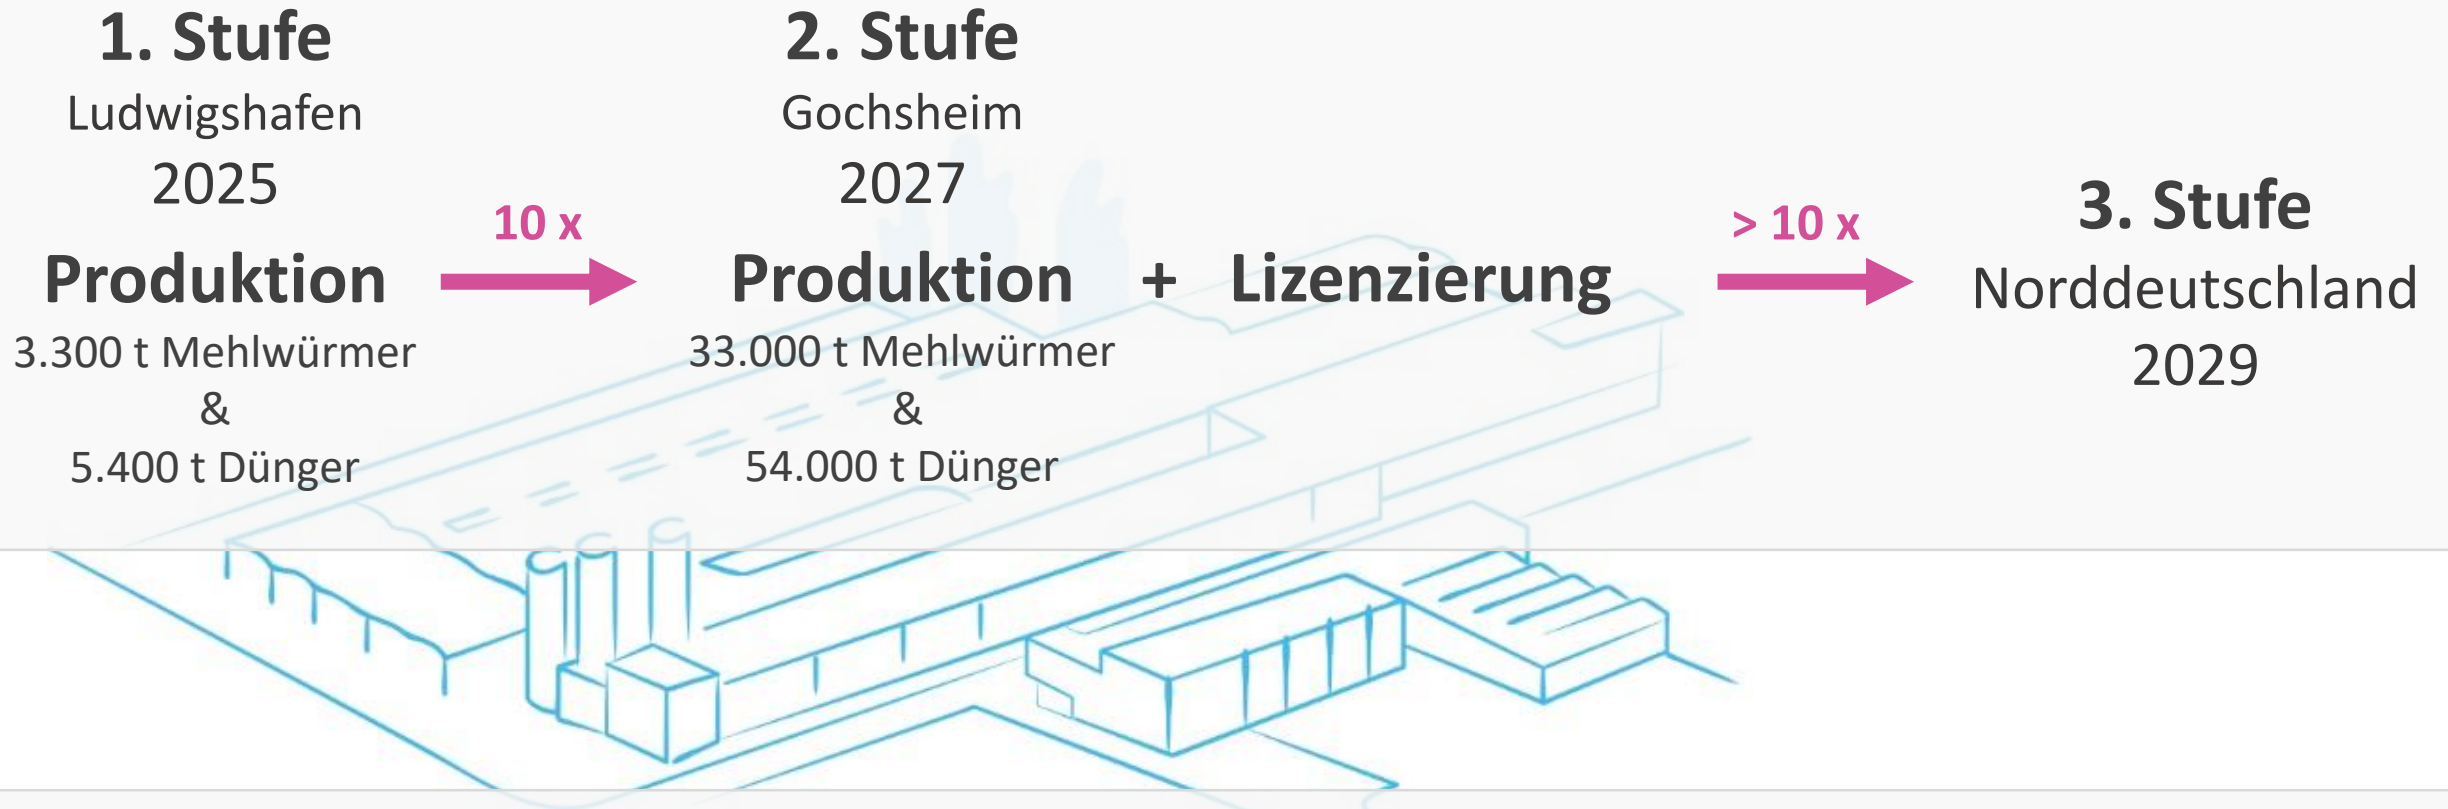 1. Stufe
Ludwigshafen
2025
Produktion
3.300 t Mehlwürmer
&
5.400 t Dünger
10 x
2. Stufe
Gochsheim
2027
Produktion + Lizenzierung
33.000 t Mehlwürmer
&
54.000 t Dünger
> 10 x
3. Stufe
Norddeutschland
2029